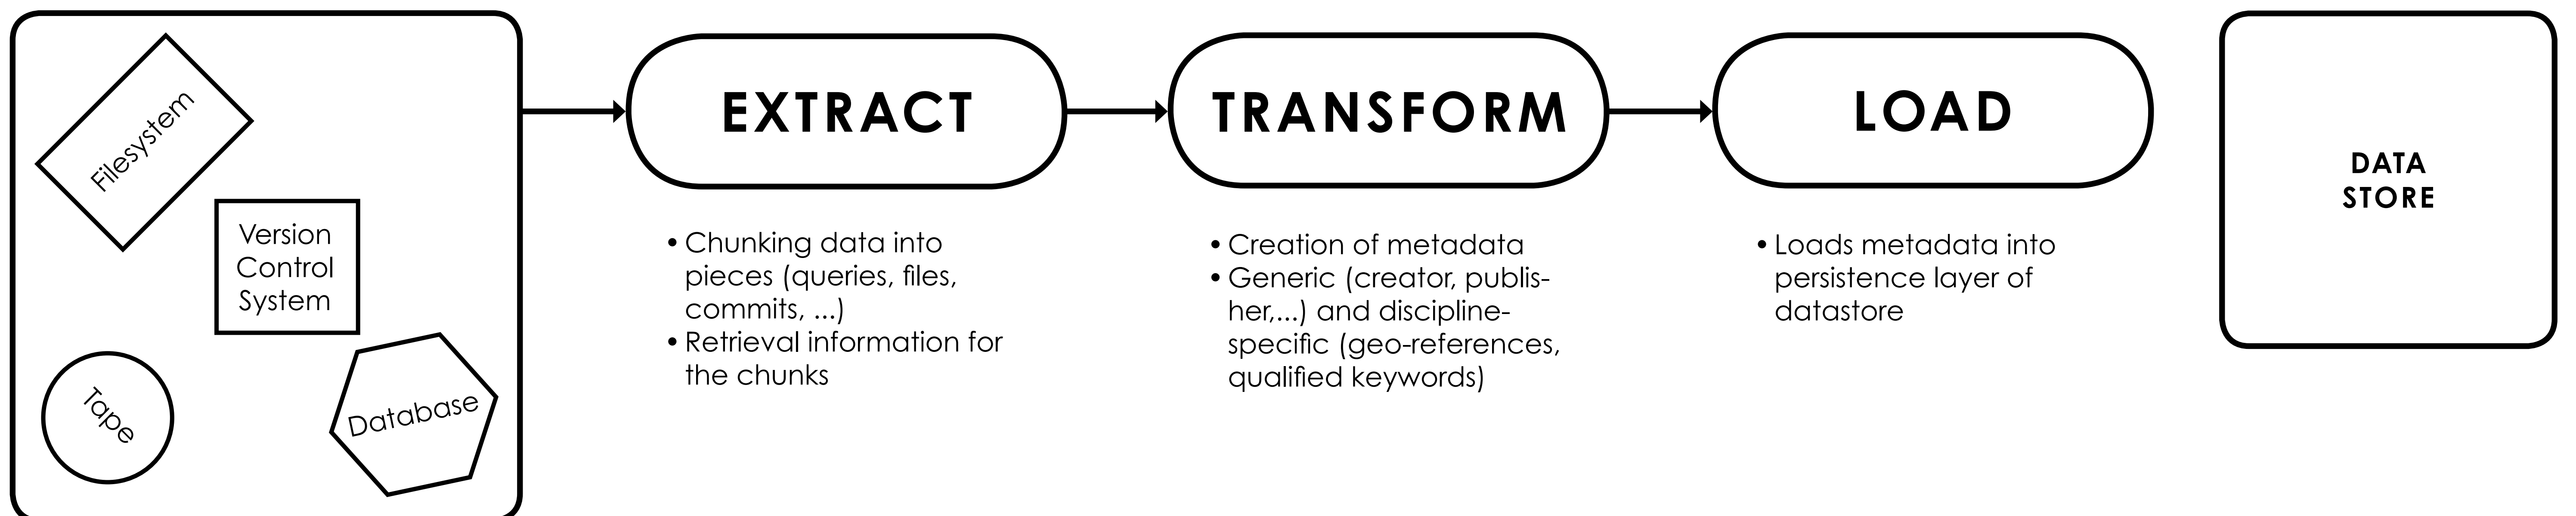 Filesystem
Version
Control
System
Tape
Database
EXTRACT
• Chunking data into
pieces (queries, files,
commits, ...)
• Retrieval information for
the chunks
TRANSFORM
• Creation of metadata
• Generic (creator, publis-
her,...) and discipline-
specific (geo-references,
qualified keywords)
LOAD
• Loads metadata into
persistence layer of
datastore
DATA
STORE